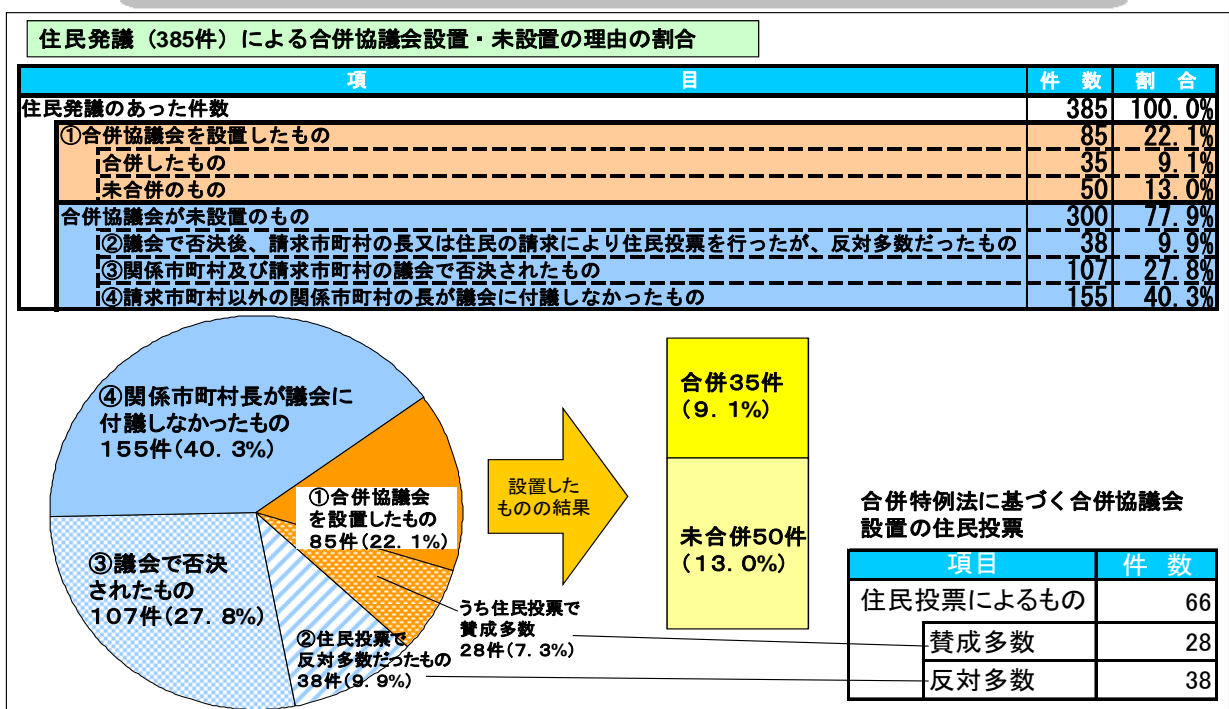 住民発議（385件）による合併協議会設置・未設置の理由の割合
項　目　件　数　割　合
住民発議のあった件数　385　100.0%
①合併協議会を設置したもの　85　22.1%
合併したもの　35　9.1%
未合併のもの　50　13.0%
合併協議会が未設置のもの　300　77.9%
②議会で否決後、請求市町村の長又は住民の請求により住民投票を行ったが、反対多数だったもの　38　9.9%
③関係市町村及び請求市町村の議会で否決されたもの　107　27.8%
④請求市町村以外の関係市町村の長が議会に付議しなかったもの　155　40.3%
④関係市町村長が議会に
付議しなかったもの
155件(40.3%)
①合併協議会
を設置したもの
85件(22.1%)
③議会で否決
されたもの
107件(27.8%)
②住民投票で
反対多数だったもの
38件(9.9%)
うち住民投票で
賛成多数
28件(7.3%)
設置した
ものの結果
合併35件
(9.1%)
未合併50件
(13.0%)
合併特例法に基づく合併協議会
設置の住民投票
項目　件　数
住民投票によるもの　66
賛成多数　28
反対多数　38